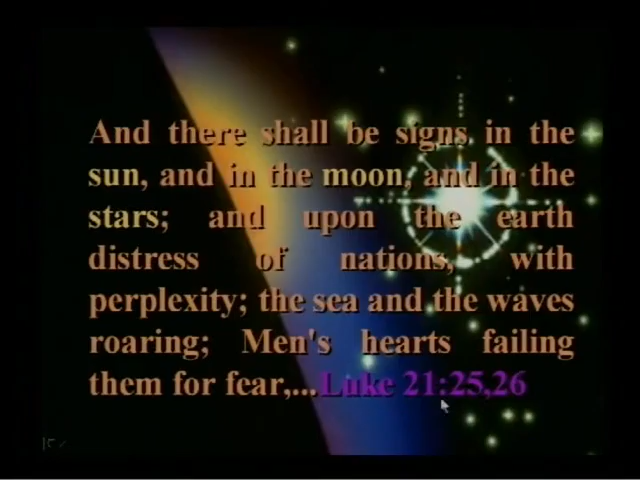 And there shall be signs in the
sun, and in the moon, and in the
stars; and upon the earth
distress of nations, with
perplexity; the sea and the waves
roaring; Men's hearts failing
them for fear,...Luke 21:25,26